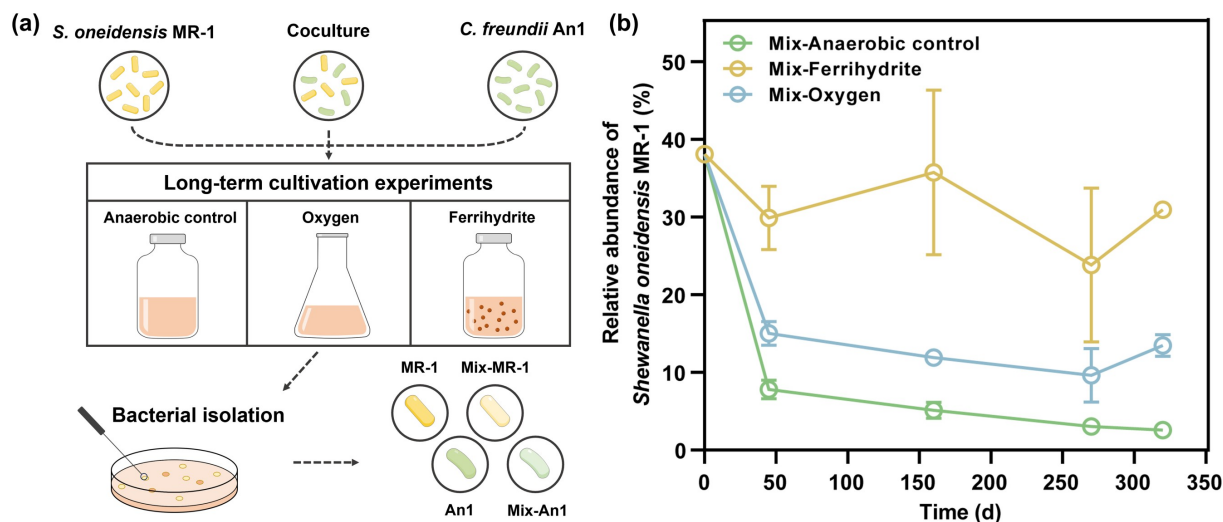 (a)
S. oneidensis MR-1
Coculture
C. freundii An1
Long-term cultivation experiments
Anaerobic control
Oxygen
Ferrihydrite
Bacterial isolation
MR-1
Mix-MR-1
An1
Mix-An1
(b)
Mix-Anaerobic control
Mix-Ferrihydrite
Mix-Oxygen
Relative abundance of
Shewanella oneidensis MR-1 (%)
50
40
30
20
10
0
0
50
100
150
200
250
300
350
Time (d)